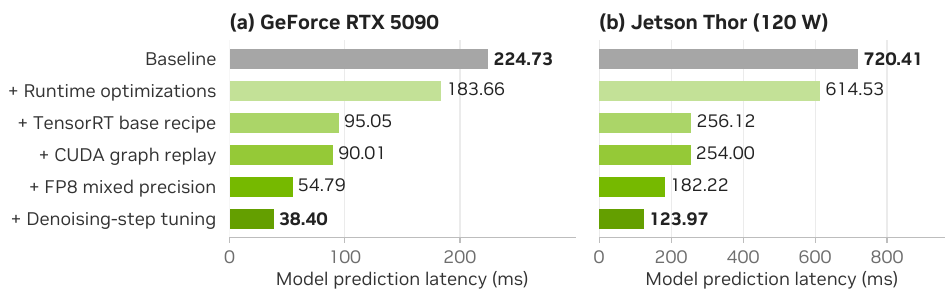 (a) GeForce RTX 5090
(b) Jetson Thor (120 W)
Baseline
224.73
720.41
+ Runtime optimizations
183.66
614.53
+ TensorRT base recipe
95.05
256.12
+ CUDA graph replay
90.01
254.00
+ FP8 mixed precision
54.79
182.22
+ Denoising-step tuning
38.40
123.97
0 100 200
0 200 400 600 800
Model prediction latency (ms)
Model prediction latency (ms)